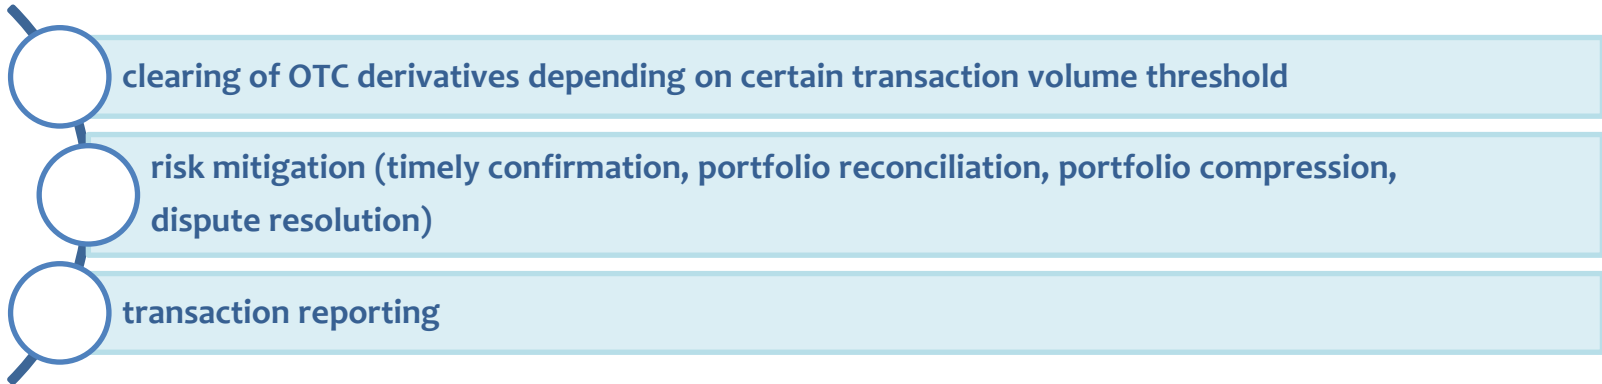 clearing of OTC derivatives depending on certain transaction volume threshold
risk mitigation (timely confirmation, portfolio reconciliation, portfolio compression,
dispute resolution)
transaction reporting